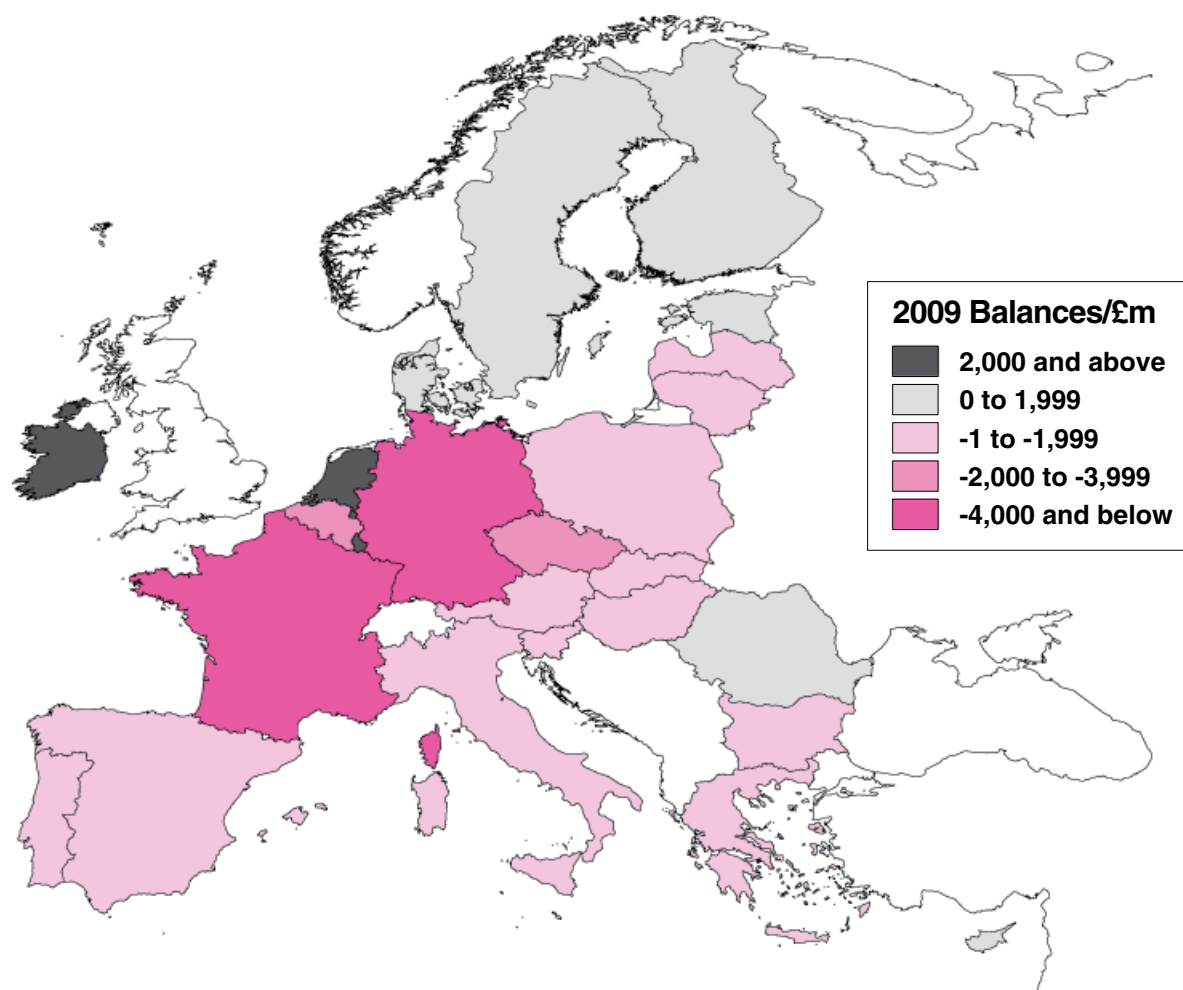 2009 Balances/£m
2,000 and above
0 to 1,999
-1 to -1,999
-2,000 to -3,999
-4,000 and below